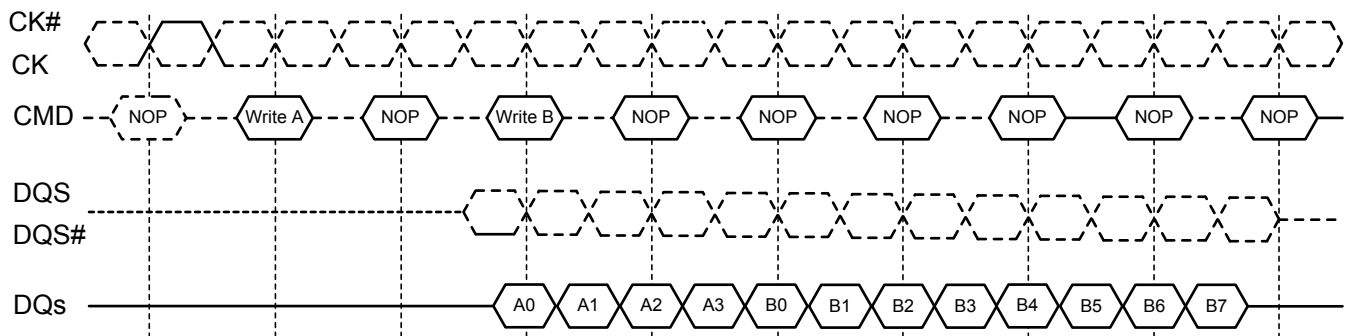 CK#
CK
CMD NOP Write A NOP Write B NOP NOP NOP NOP NOP NOP
DQS
DQS#
DQs A0 A1 A2 A3 B0 B1 B2 B3 B4 B5 B6 B7